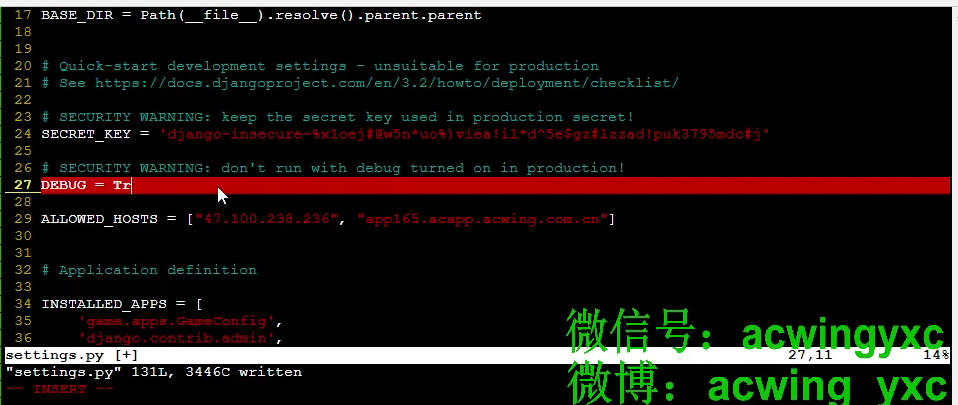 17 BASE_DIR = Path(__file__).resolve().parent.parent
18
19
20 # Quick-start development settings - unsuitable for production
21 # See https://docs.djangoproject.com/en/3.2/howto/deployment/checklist/
22
23 # SECURITY WARNING: keep the secret key used in production secret!
24 SECRET_KEY = 'django-insecure-%x1oej#@w5n*uo%)viea!il*d^5e$gz#lzzad!puk3795mdc#j'
25
26 # SECURITY WARNING: don't run with debug turned on in production!
27 DEBUG = Tr
28
29 ALLOWED_HOSTS = ["47.100.238.236", "app165.acapp.acwing.com.cn"]
30
31
32 # Application definition
33
34 INSTALLED_APPS = [
35 'game.apps.GameConfig',
36 'django.contrib.admin',
微信号：acwingyxc
settings.py [+] 27,11 14%
"settings.py" 131L, 3446C written
-- INSERT --
微博：acwing_yxc